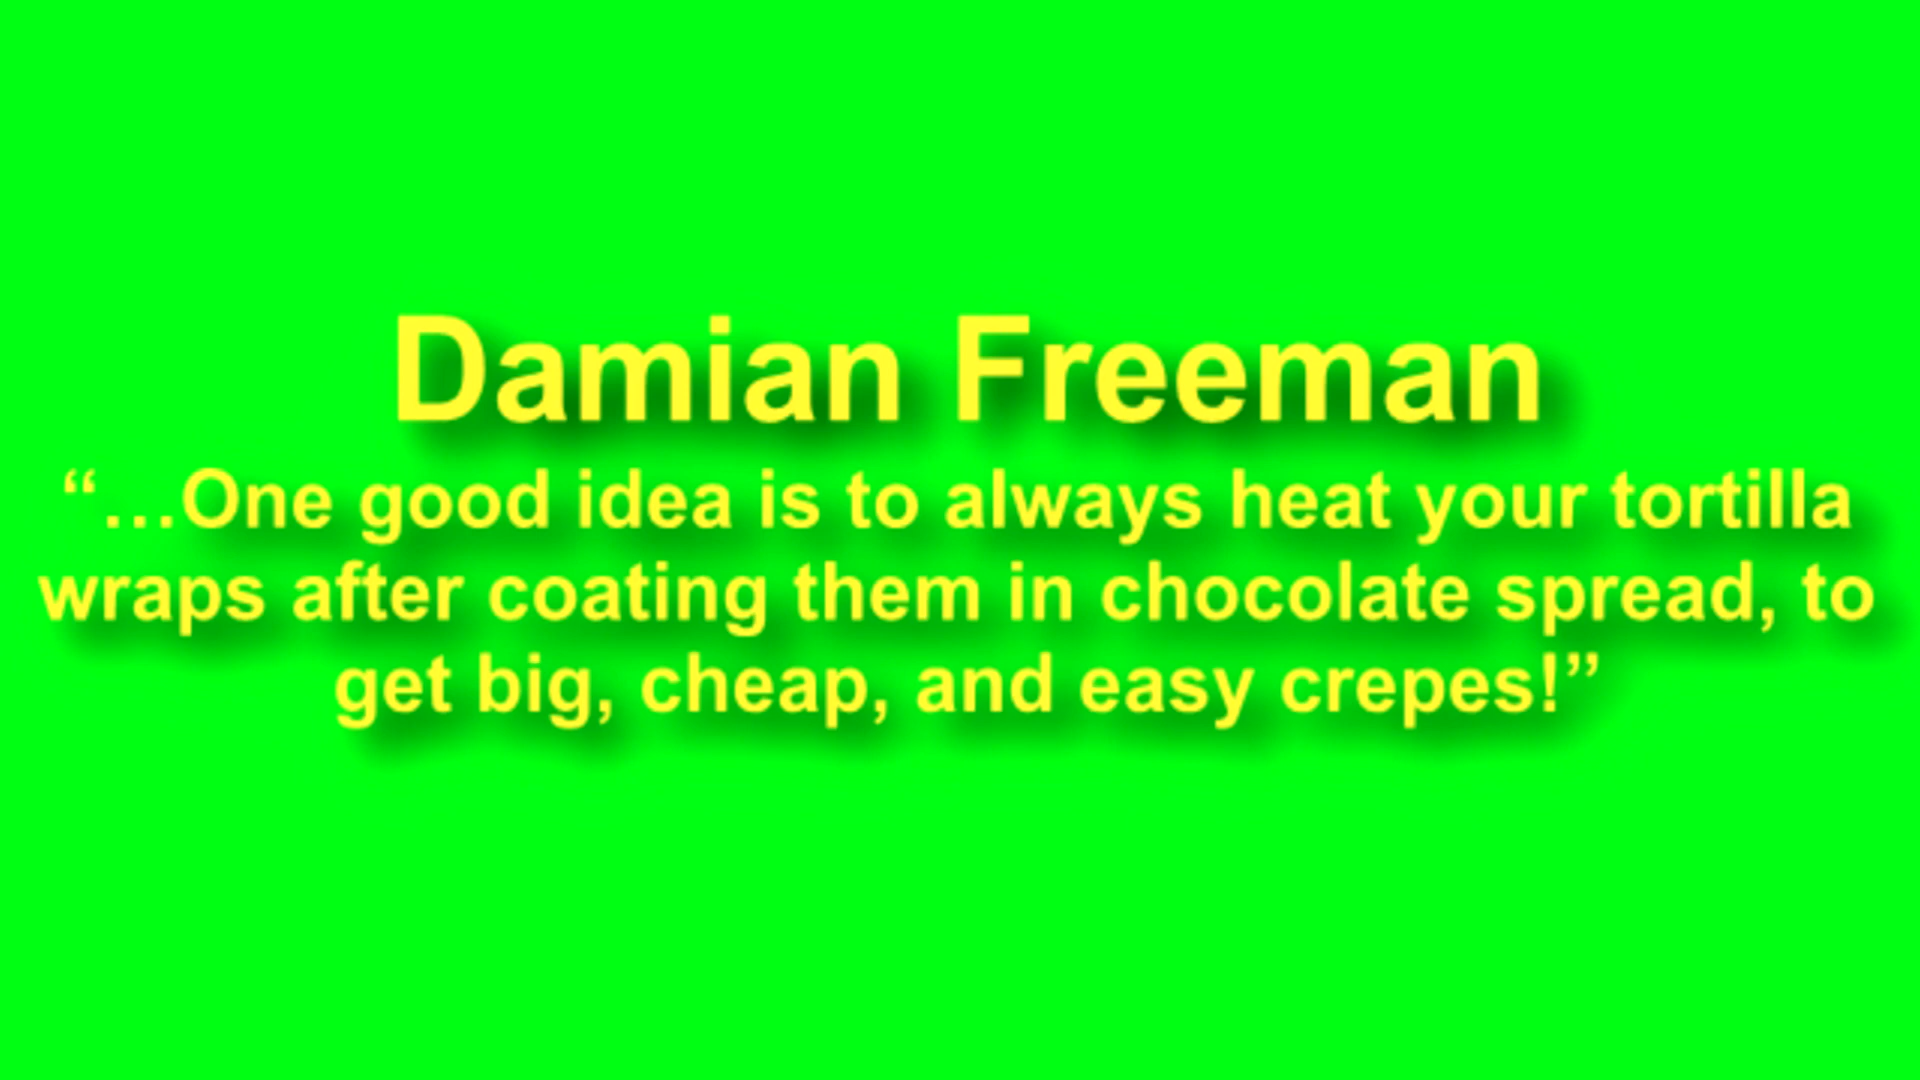 Damian Freeman
“…One good idea is to always heat your tortilla
wraps after coating them in chocolate spread, to
get big, cheap, and easy crepes!”